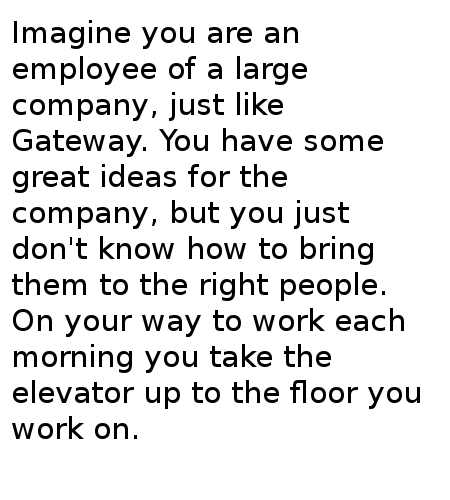 Imagine you are an
employee of a large
company, just like
Gateway. You have some
great ideas for the
company, but you just
don't know how to bring
them to the right people.
On your way to work each
morning you take the
elevator up to the floor you
work on.